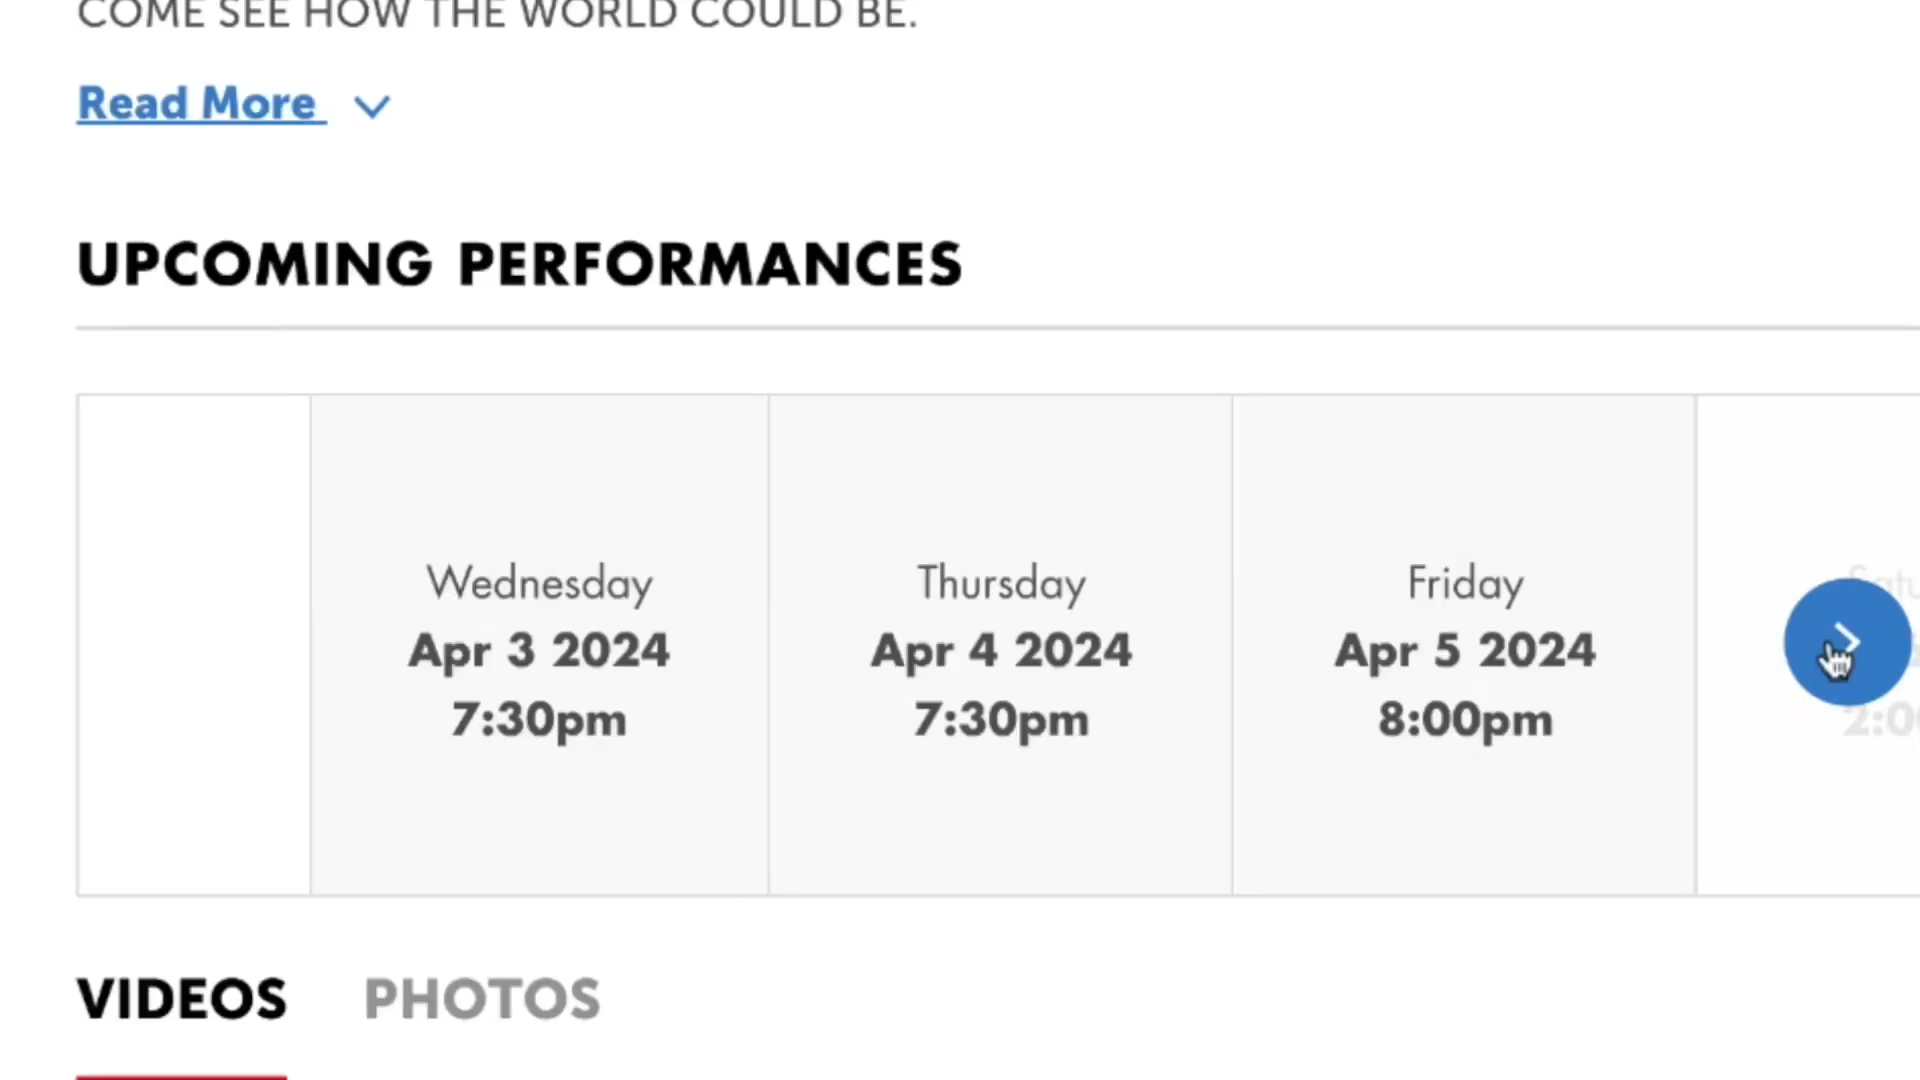 COME SEE HOW THE WORLD COULD BE.
Read More
UPCOMING PERFORMANCES
Wednesday
Apr 3 2024
7:30pm
Thursday
Apr 4 2024
7:30pm
Friday
Apr 5 2024
8:00pm
VIDEOS PHOTOS